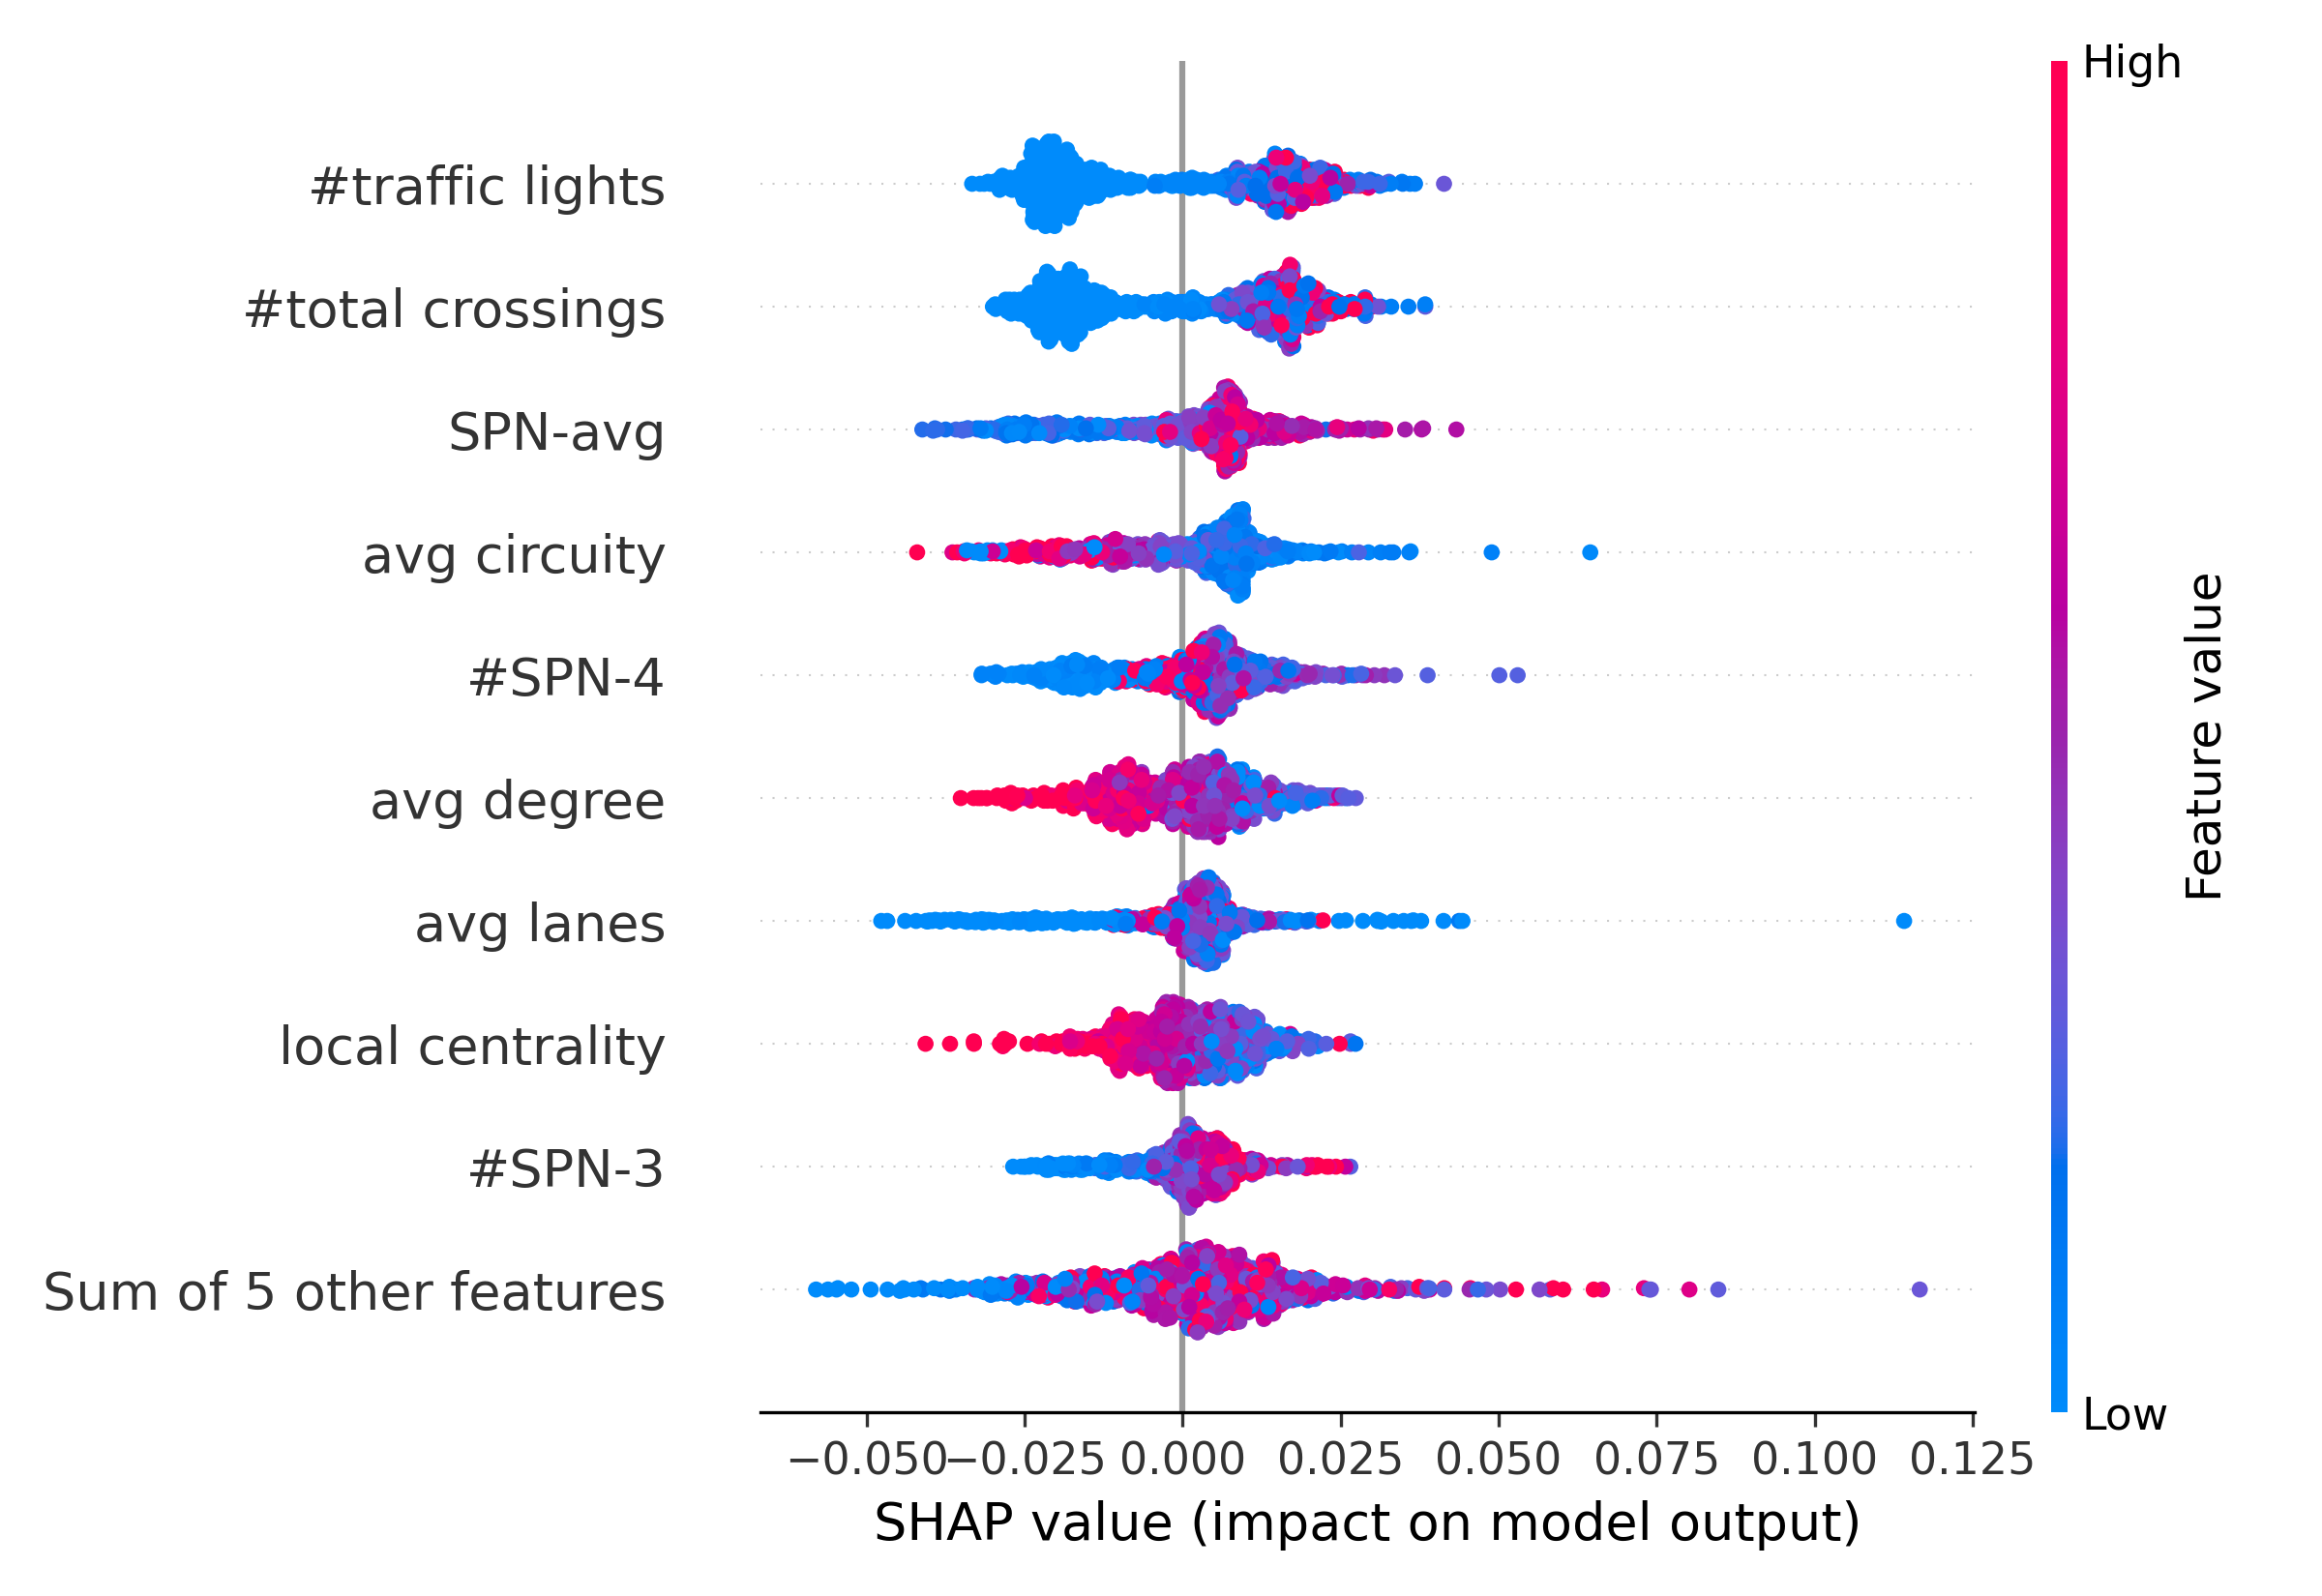 High
#traffic lights
#total crossings
SPN-avg
avg circuity
#SPN-4
avg degree
avg lanes
local centrality
#SPN-3
Sum of 5 other features
Feature value
Low
−0.050 −0.025 0.000 0.025 0.050 0.075 0.100 0.125
SHAP value (impact on model output)